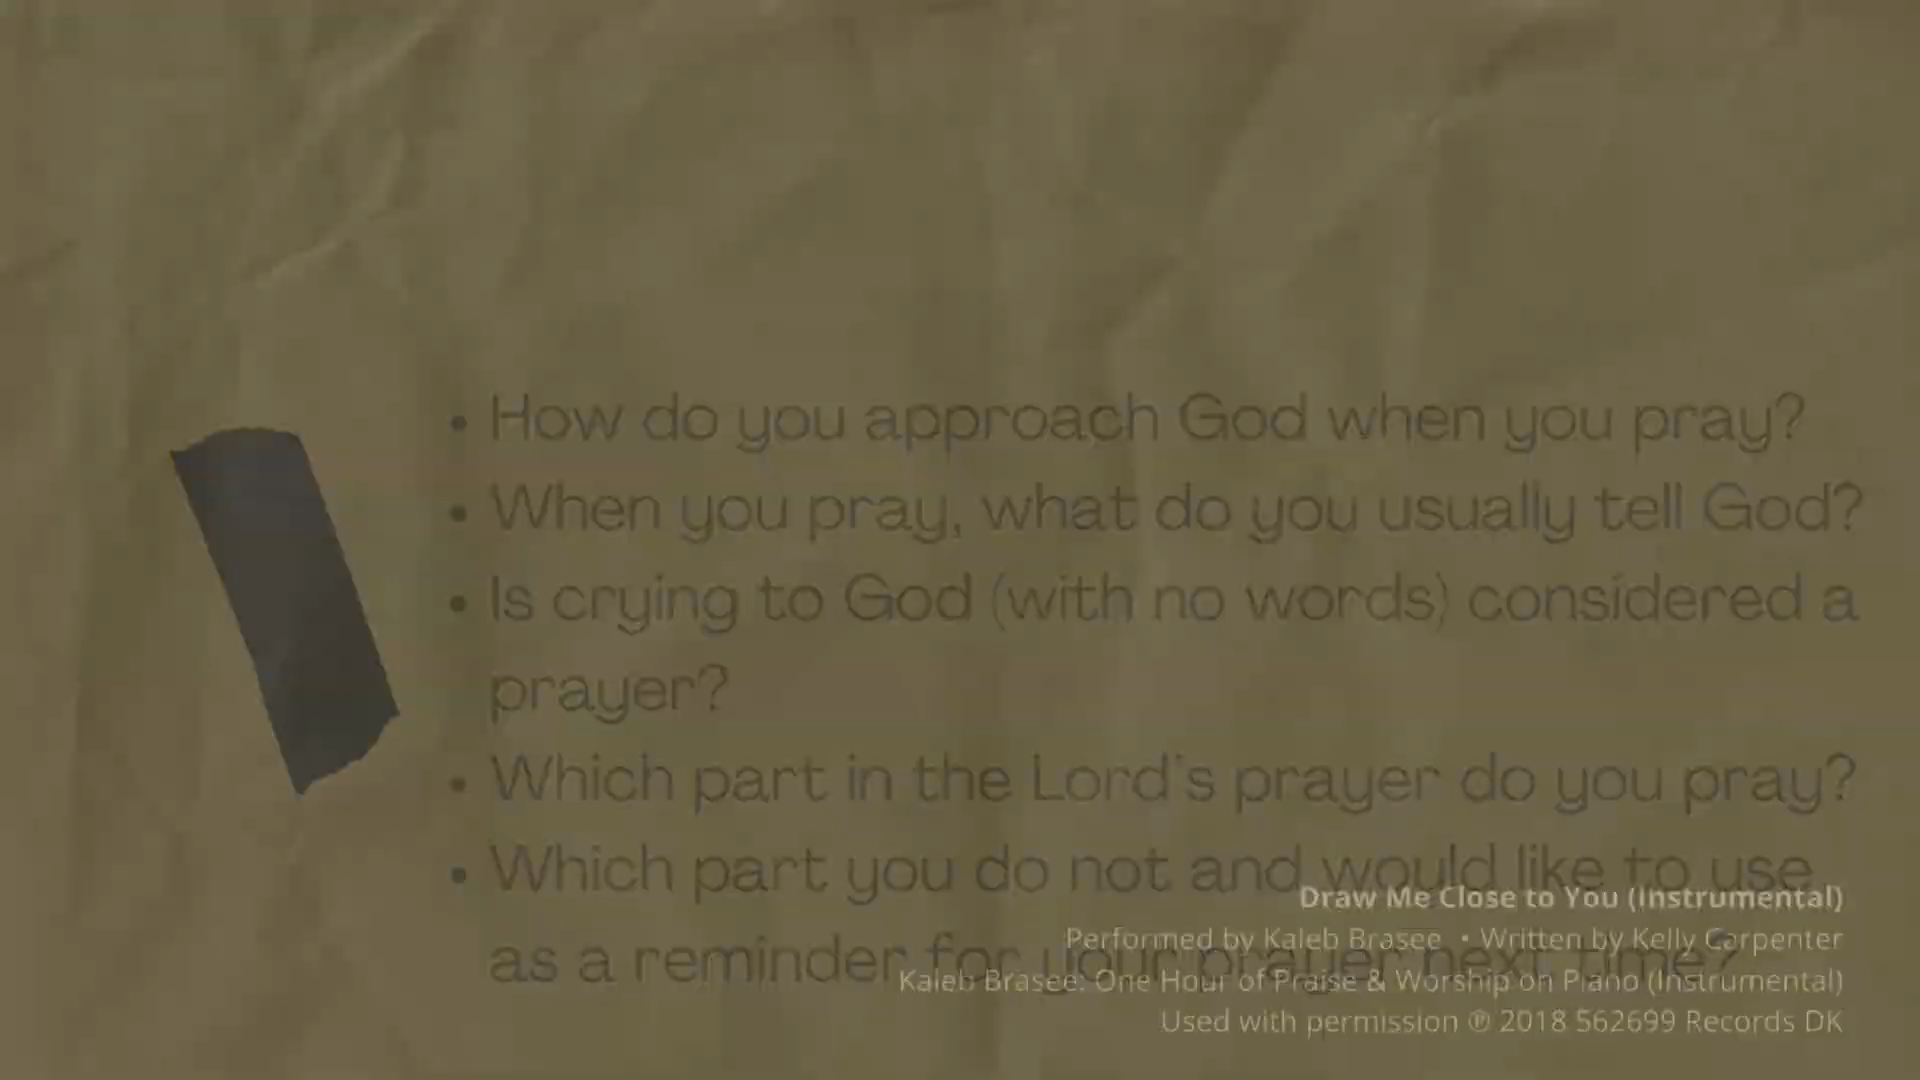 • How do you approach God when you pray?
• When you pray, what do you usually tell God?
• Is crying to God (with no words) considered a
prayer?
• Which part in the Lord's prayer do you pray?
• Which part you do not and would like to use
as a reminder for your prayer next time?
Draw Me Close to You (Instrumental)
Performed by Kaleb Brasee • Written by Kelly Carpenter
Kaleb Brasee: One Hour of Praise & Worship on Piano (Instrumental)
Used with permission ℗ 2018 562699 Records DK